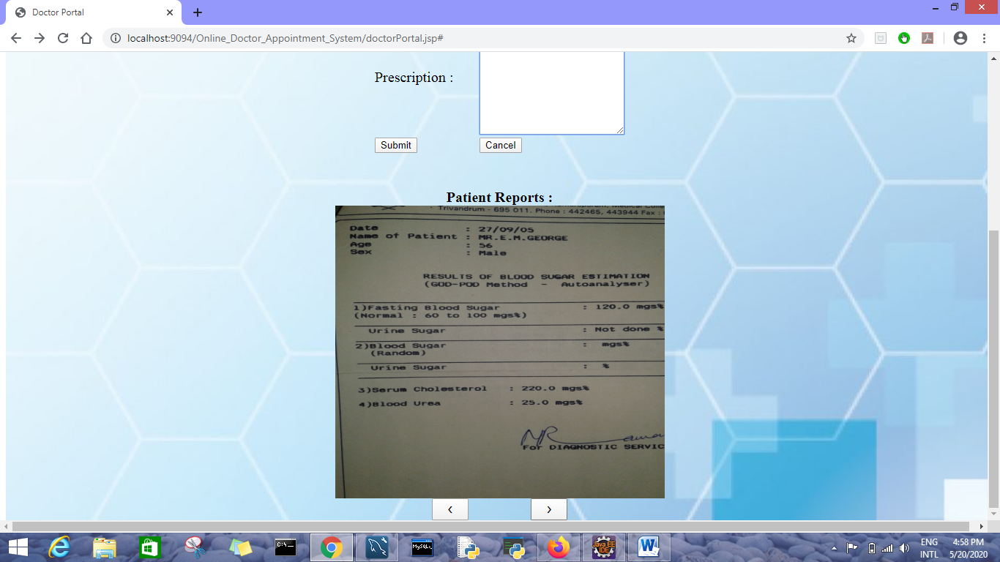 Doctor Portal
localhost:9094/Online_Doctor_Appointment_System/doctorPortal.jsp#
Prescription :
Submit Cancel
Patient Reports :
Trivandrum - 695 011. Phone : 442465, 443944 Fax :
Date : 27/09/05
Name of Patient : MR.E.M.GEORGE
Age : 56
Sex : Male
RESULTS OF BLOOD SUGAR ESTIMATION
(GOD-POD Method - Autoanalyser)
1)Fasting Blood Sugar : 120.0 mgs%
(Normal : 60 to 100 mgs%)
Urine Sugar : Not done %
2)Blood Sugar : mgs%
(Random)
Urine Sugar : %
3)Serum Cholesterol : 220.0 mgs%
4)Blood Urea : 25.0 mgs%
For DIAGNOSTIC SERVIC
‹ ›
C:\
MySQL
Java EE
IDE
ENG 4:58 PM
INTL 5/20/2020